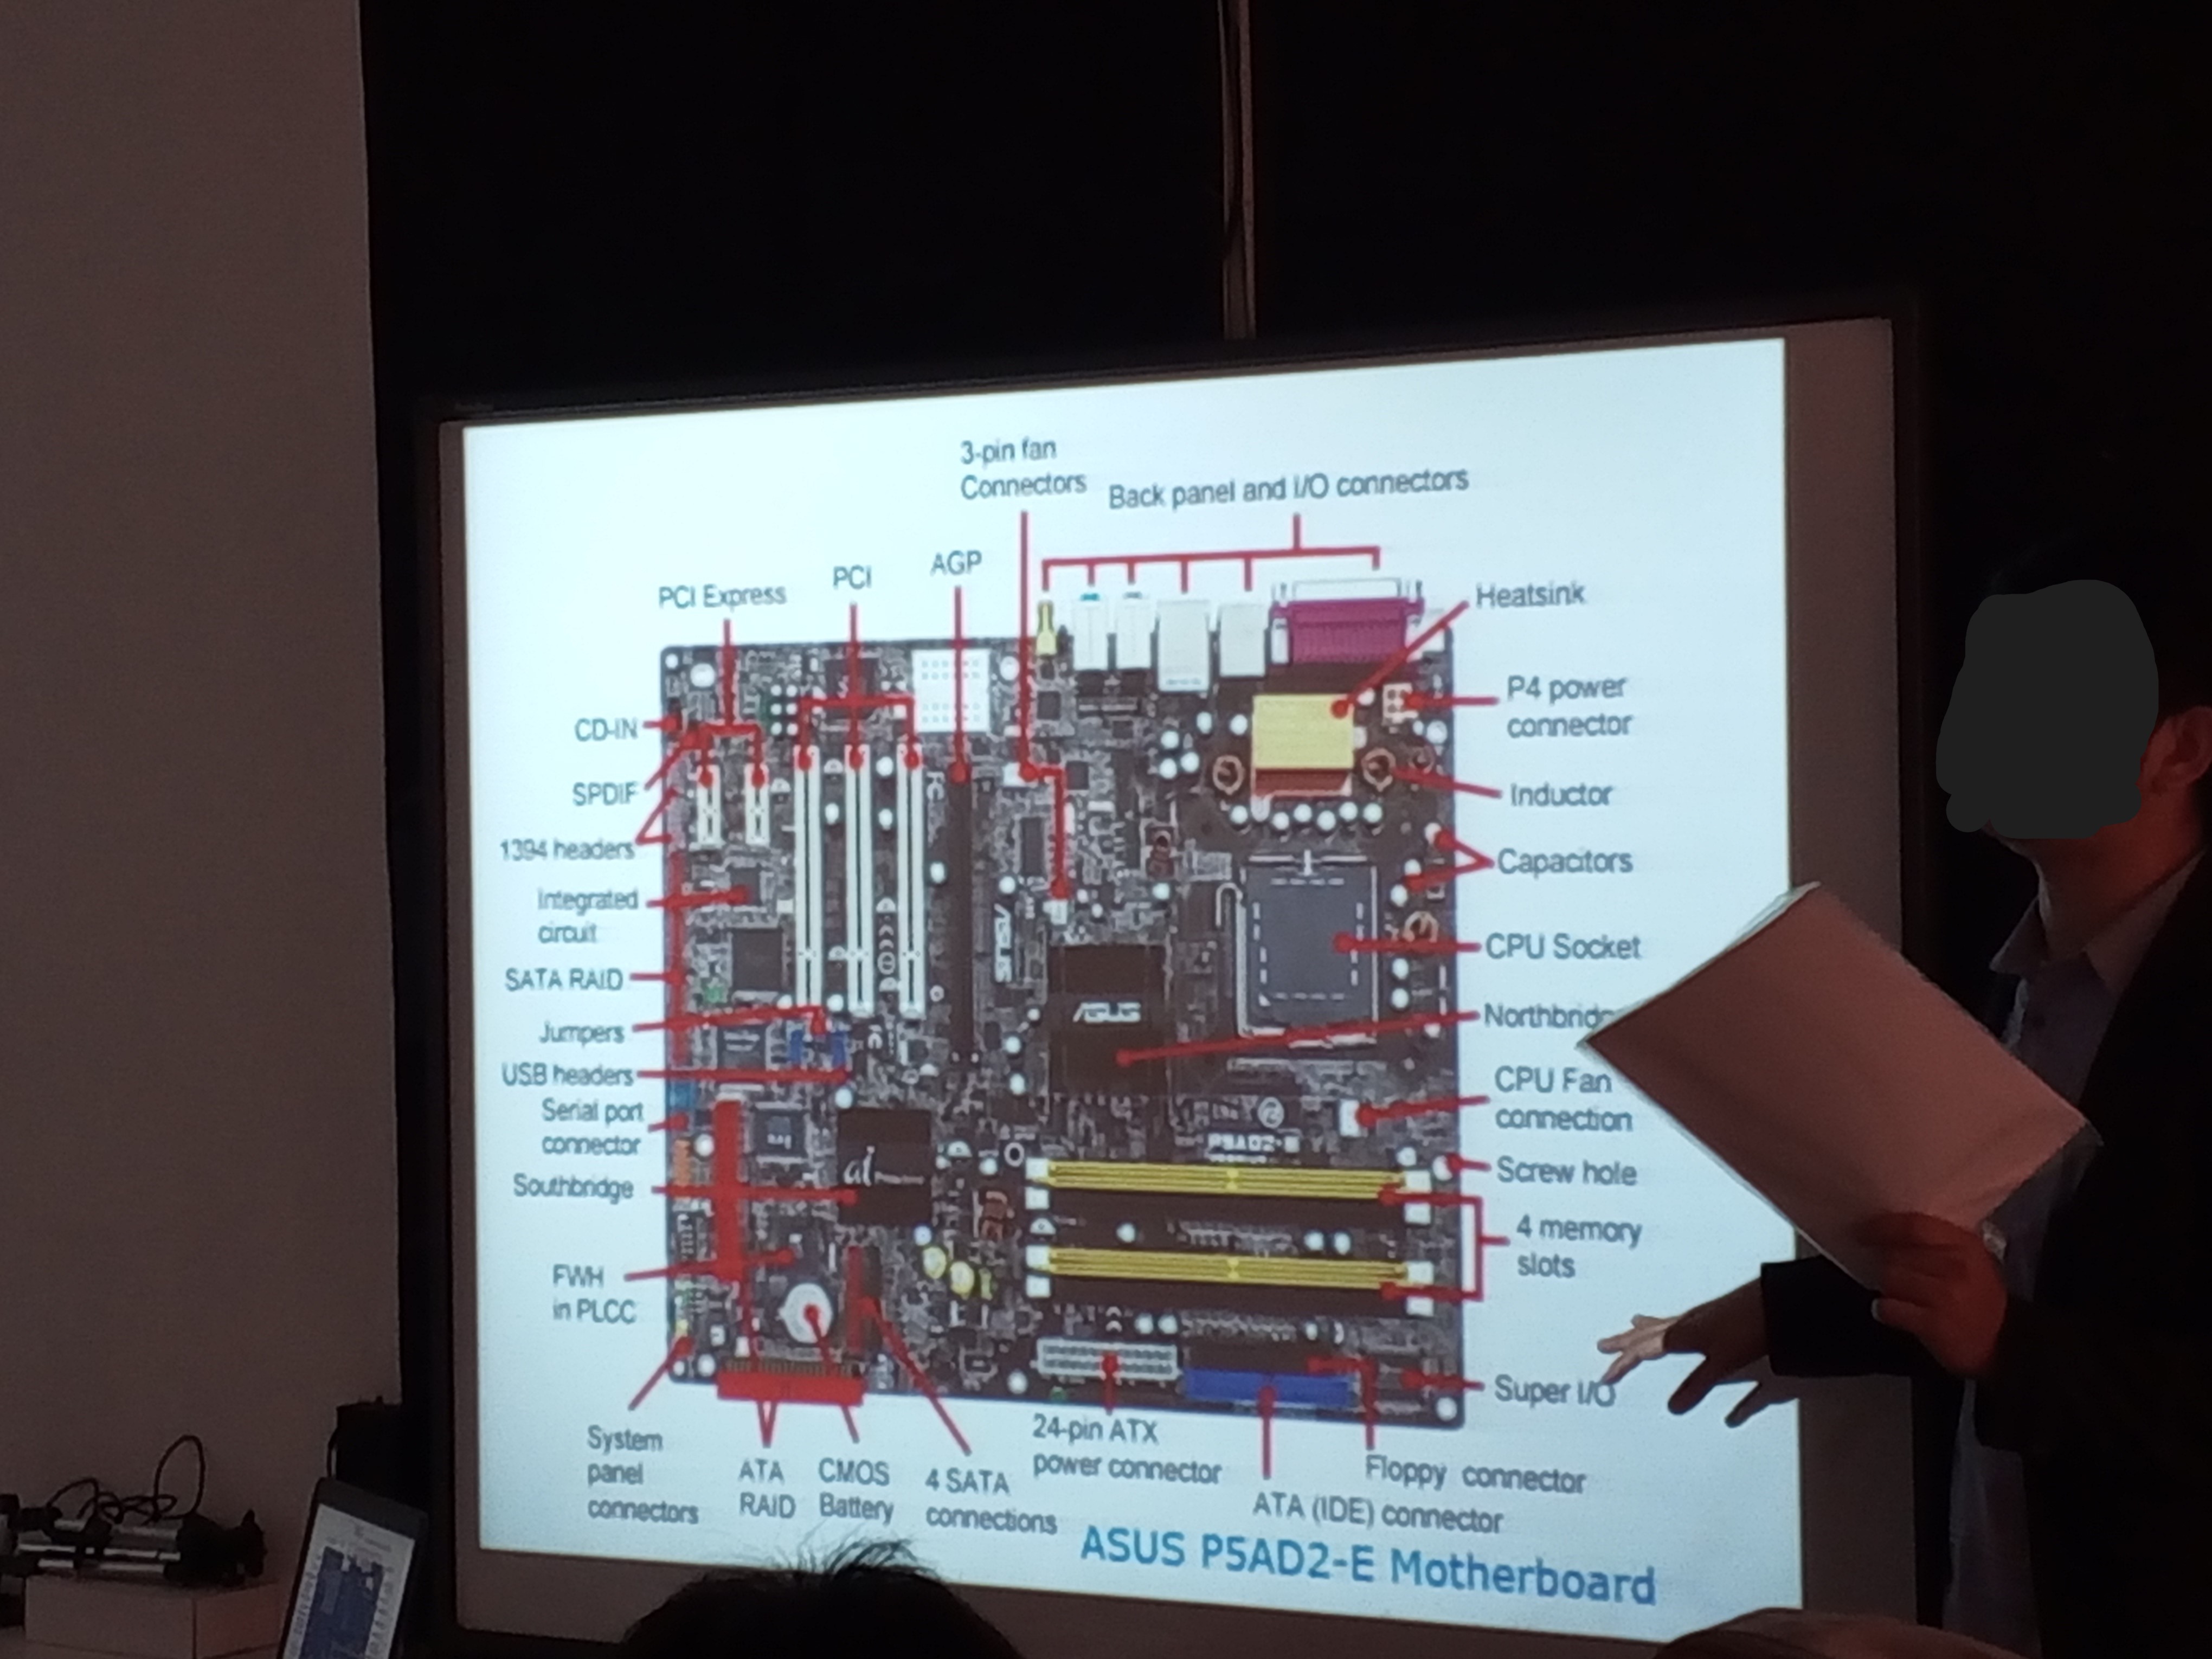 3-pin fan
Connectors
Back panel and I/O connectors
PCI Express
PCI
AGP
Heatsink
CD-IN
P4 power
connector
SPDIF
Inductor
1394 headers
Capacitors
Integrated
circuit
CPU Socket
SATA RAID
Northbridg
Jumpers
USB headers
CPU Fan
connection
Serial port
connector
Screw hole
Southbridge
4 memory
slots
FWH
in PLCC
Super I/O
System
panel
connectors
ATA
RAID
CMOS
Battery
4 SATA
connections
24-pin ATX
power connector
Floppy connector
ATA (IDE) connector
ASUS P5AD2-E Motherboard
ASUS
ASUS
P5AD2-E
ai